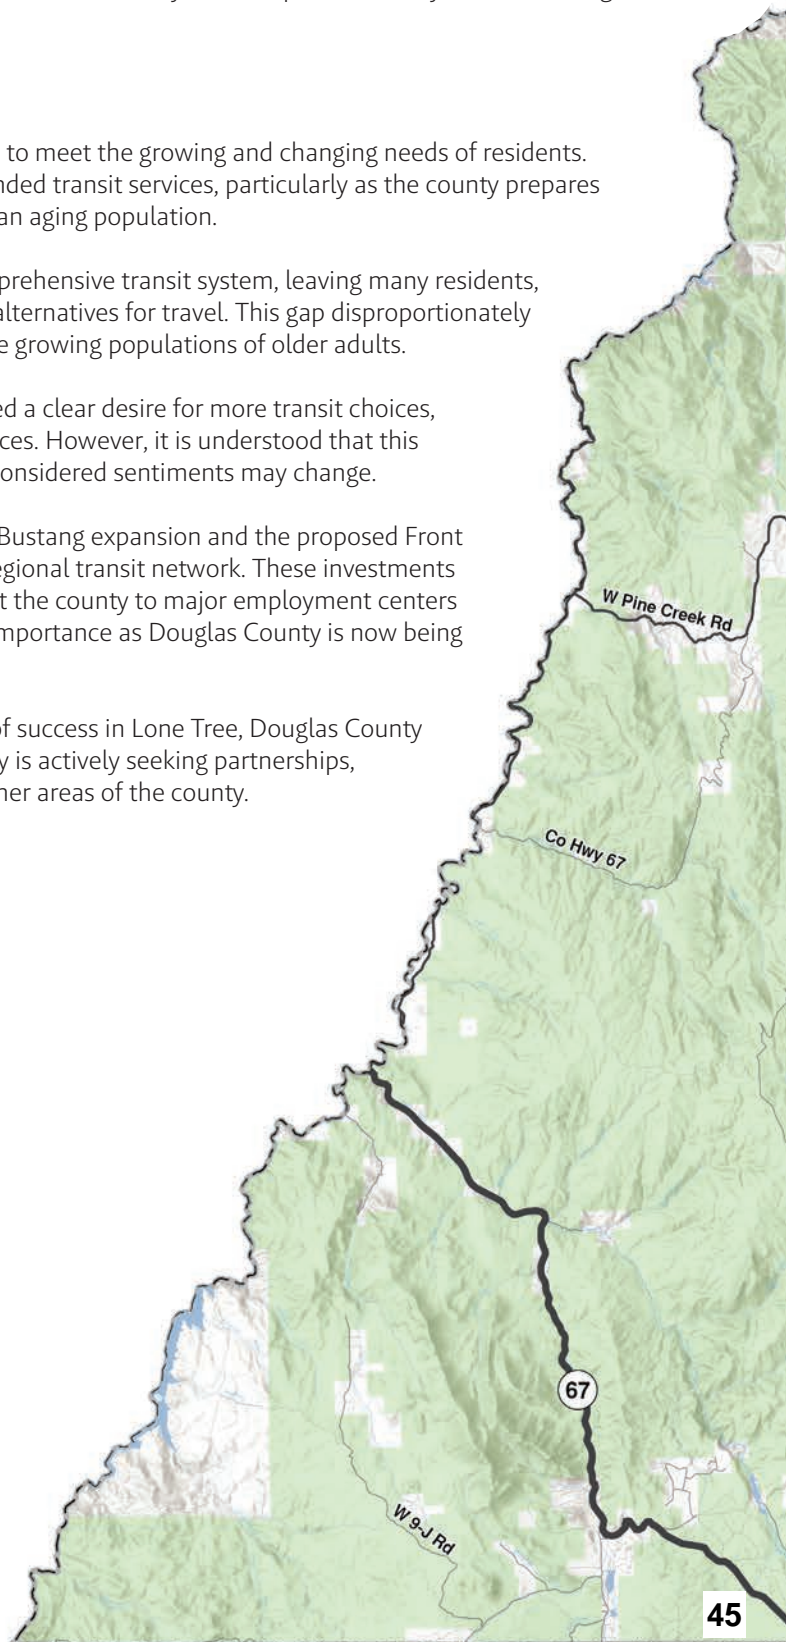 to meet the growing and changing needs of residents.
nded transit services, particularly as the county prepares
an aging population.
prehensive transit system, leaving many residents,
alternatives for travel. This gap disproportionately
e growing populations of older adults.
ed a clear desire for more transit choices,
ces. However, it is understood that this
onsidered sentiments may change.
Bustang expansion and the proposed Front
egional transit network. These investments
t the county to major employment centers
mportance as Douglas County is now being
of success in Lone Tree, Douglas County
y is actively seeking partnerships,
her areas of the county.
W Pine Creek Rd
Co Hwy 67
67
W 9-J Rd
45